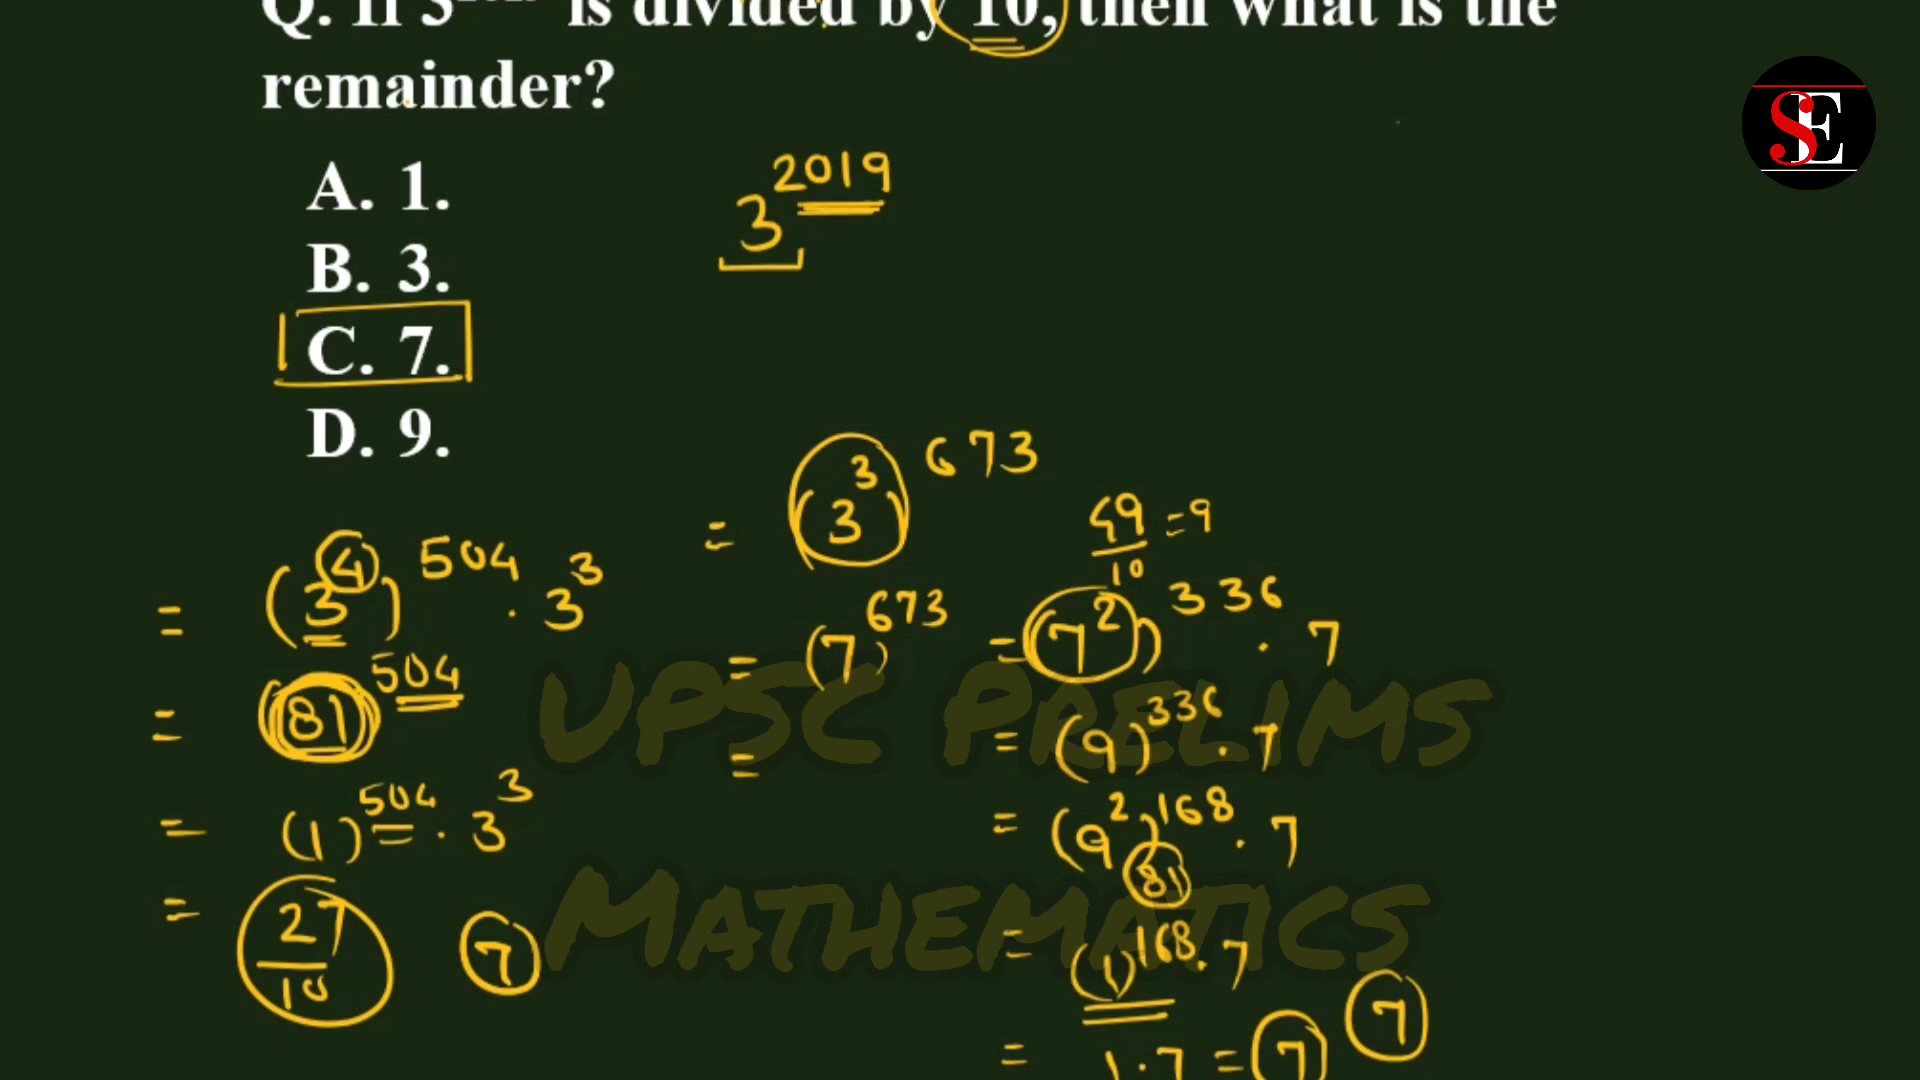 Q. If 3 is divided by 10, then what is the
remainder?
SE
A. 1.
B. 3.
C. 7.
D. 9.
3^2019
= (3^4)^504 . 3^3
= (81)^504
= (1)^504 . 3^3
= 27/10 7
= (3^3)^673
= (7)^673
=
49/10 = 9
= (7^2)^336 . 7
= (9)^336 . 7
= (9^2)^168 . 7
81
= (1)^168 . 7
= 1 . 7 = 7 7
UPSC Prelims
Mathematics